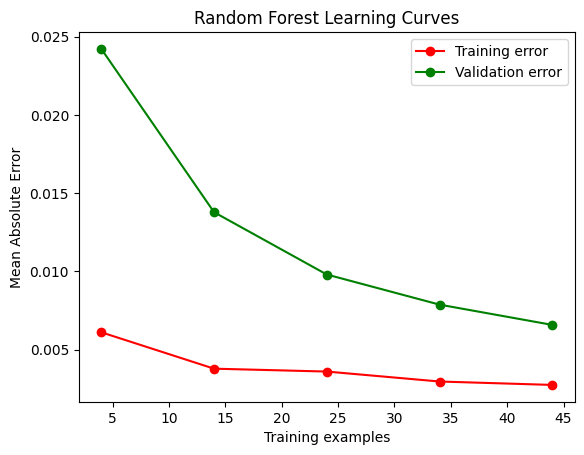 Random Forest Learning Curves
Training error
Validation error
Mean Absolute Error
0.025
0.020
0.015
0.010
0.005
5 10 15 20 25 30 35 40 45
Training examples